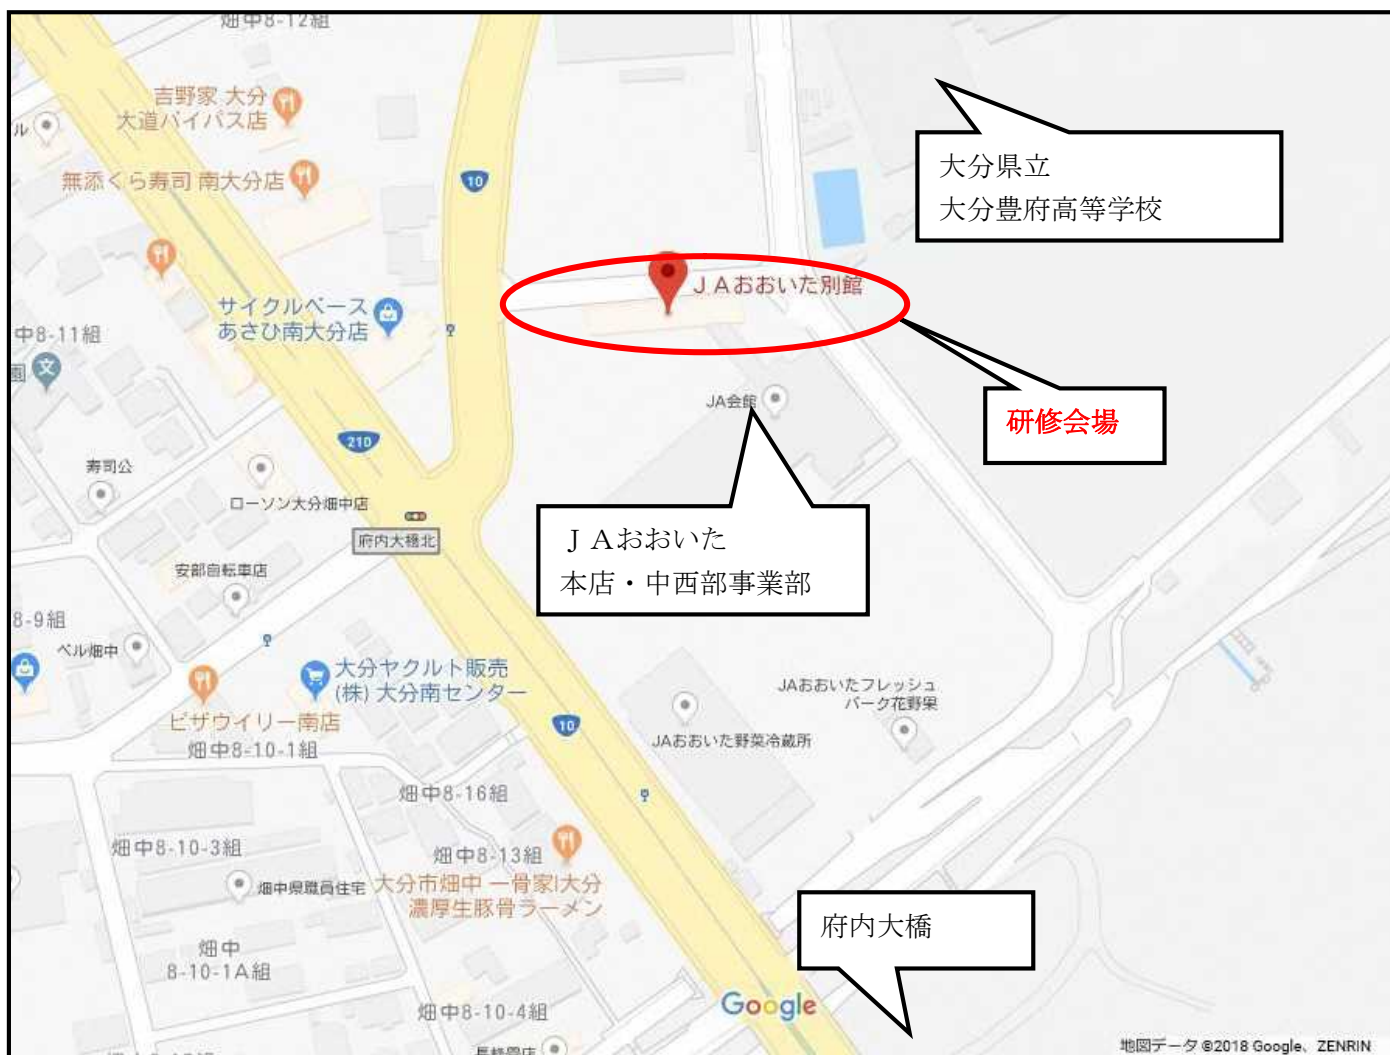 畑中8-12組
吉野家 大分
大道バイパス店
ル
無添くら寿司 南大分店
10
大分県立
大分豊府高等学校
JAおおいた別館
サイクルベース
あさひ南大分店
中8-11組
園
文
JA会館
研修会場
210
寿司公
ローソン大分畑中店
府内大橋北
JAおおいた
本店・中西部事業部
安部自転車店
8-9組
ベル畑中
大分ヤクルト販売
(株) 大分南センター
ピザウイリー南店
畑中8-10-1組
10
JAおおいたフレッシュ
パーク花野果
JAおおいた野菜冷蔵所
畑中8-16組
畑中8-10-3組
畑中8-13組
畑中県職員住宅
大分市畑中 一骨家|大分
濃厚生豚骨ラーメン
府内大橋
畑中
8-10-1A組
畑中8-10-4組
Google
地図データ ©2018 Google、ZENRIN